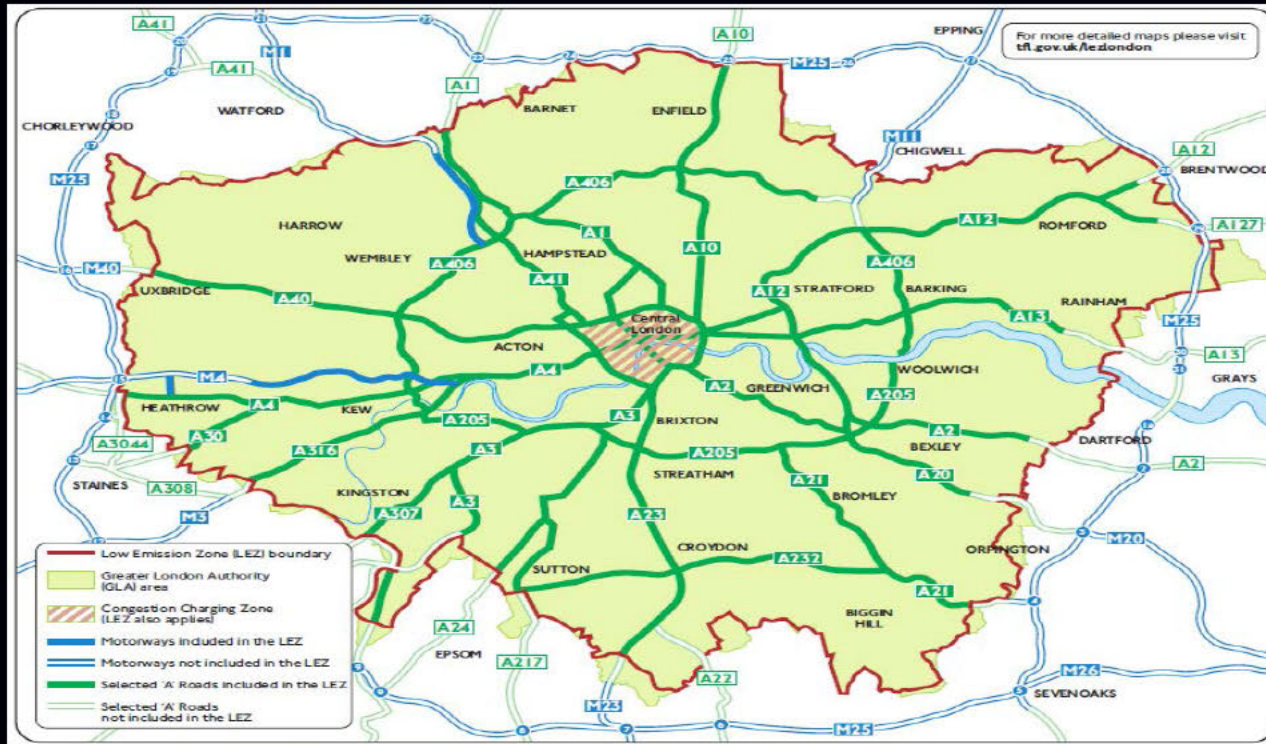 A41
A10
EPPING
For more detailed maps please visit
tfl.gov.uk/lezlondon
M1
A41
A1
M25
WATFORD
BARNET
ENFIELD
CHORLEYWOOD
M11
CHIGWELL
A12
BRENTWOOD
M25
A406
HARROW
A12
ROMFORD
A127
WEMBLEY
A406
HAMPSTEAD
A1
A10
A406
M40
UXBRIDGE
A40
A41
A12
STRATFORD
BARKING
RAINHAM
Central
London
A13
M25
ACTON
A13
GRAYS
M4
A4
A2
GREENWICH
WOOLWICH
HEATHROW
A4
KEW
A205
A3
BRIXTON
A205
A2
DARTFORD
A30
A316
A3
A205
BEXLEY
A2
A3044
STAINES
A308
STREATHAM
A21
A20
KINGSTON
A3
BROMLEY
M3
A307
A23
M20
CROYDON
A232
ORPINGTON
SUTTON
A21
BIGGIN
HILL
A24
EPSOM
A217
A22
M26
SEVENOAKS
M23
M25
Low Emission Zone (LEZ) boundary
Greater London Authority
(GLA) area
Congestion Charging Zone
(LEZ also applies)
Motorways included in the LEZ
Motorways not included in the LEZ
Selected 'A' Roads included in the LEZ
Selected 'A' Roads
not included in the LEZ